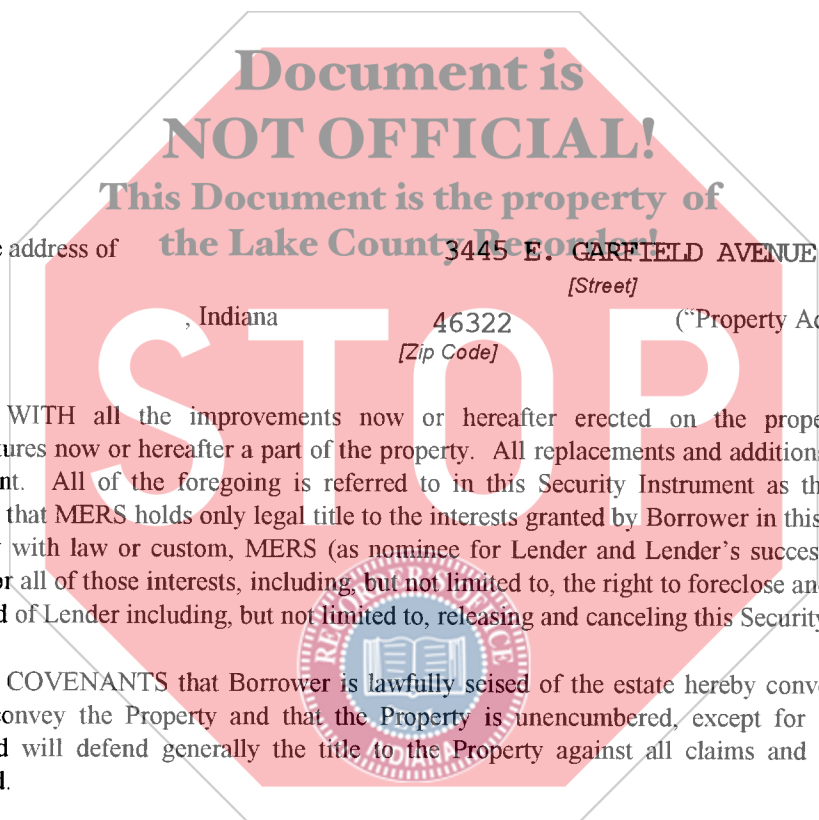 Document is
NOT OFFICIAL!
This Document is the property of
the Lake County Recorder!
e address of 3445 E. GARFIELD AVENUE
[Street]
, Indiana 46322 ("Property Ad
[Zip Code]
STOP
WITH all the improvements now or hereafter erected on the prope
tures now or hereafter a part of the property. All replacements and addition
nt. All of the foregoing is referred to in this Security Instrument as th
that MERS holds only legal title to the interests granted by Borrower in this
with law or custom, MERS (as nominee for Lender and Lender's succes
or all of those interests, including, but not limited to, the right to foreclose an
d of Lender including, but not limited to, releasing and canceling this Security
RECORDER'S OFFICE
COVENANTS that Borrower is lawfully seised of the estate hereby conv
convey the Property and that the Property is unencumbered, except for
d will defend generally the title to the Property against all claims and
d.
INDIANA